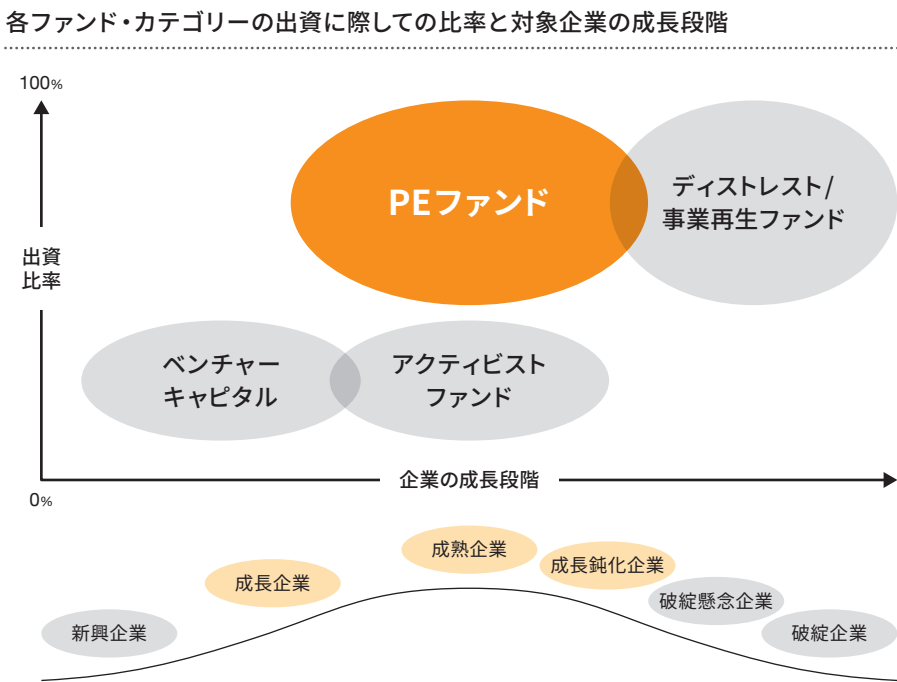 各ファンド・カテゴリーの出資に際しての比率と対象企業の成長段階
100%
PEファンド
ディストレスト/
事業再生ファンド
出資
比率
ベンチャー
キャピタル
アクティビスト
ファンド
企業の成長段階
0%
成熟企業
成長鈍化企業
成長企業
破綻懸念企業
新興企業
破綻企業